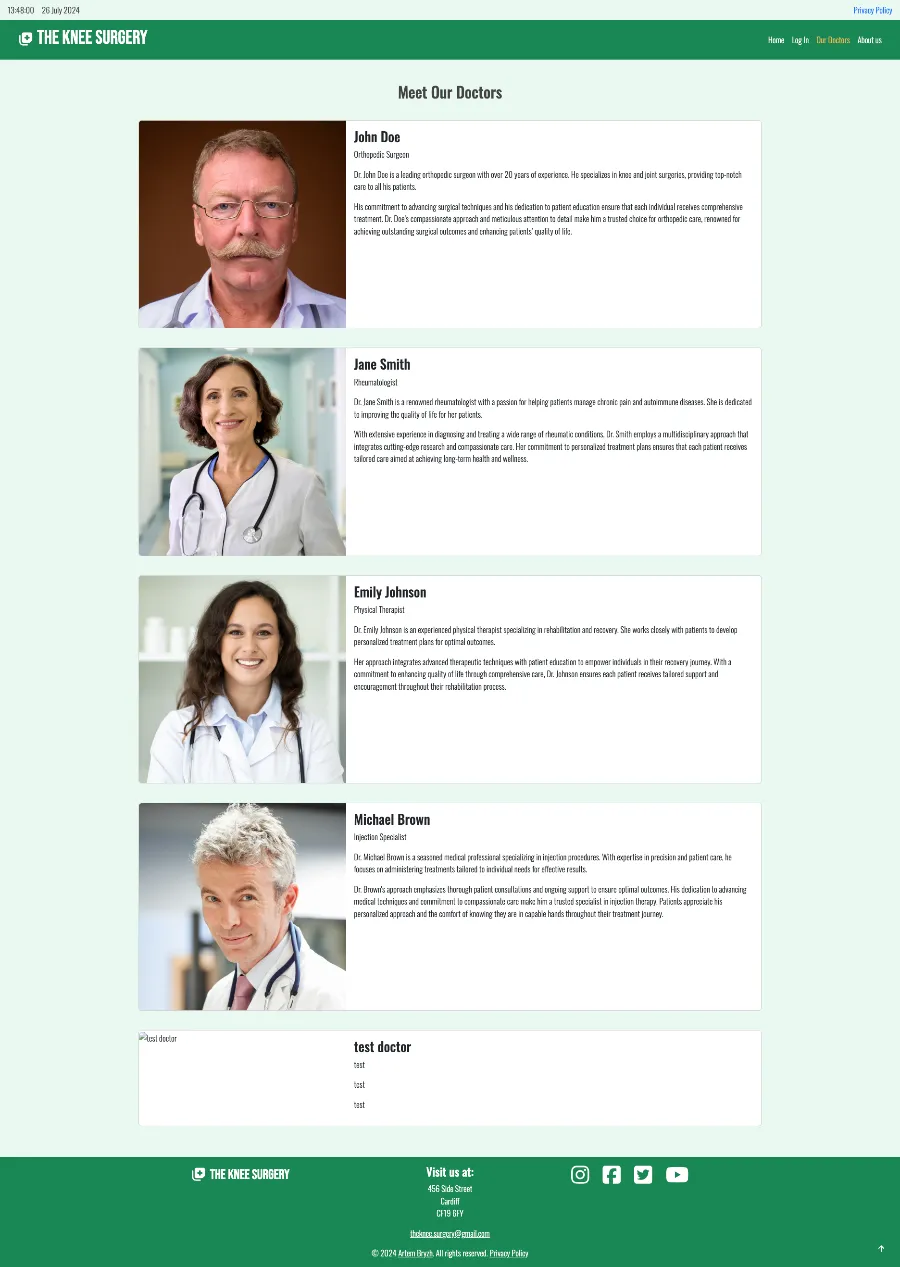 13:48:00 26 July 2024 Privacy Policy
THE KNEE SURGERY Home Log In Our Doctors About us
Meet Our Doctors
John Doe
Orthopedic Surgeon
Dr. John Doe is a leading orthopedic surgeon with over 20 years of experience. He specializes in knee and joint surgeries, providing top-notch
care to all his patients.
His commitment to advancing surgical techniques and his dedication to patient education ensure that each individual receives comprehensive
treatment. Dr. Doe's compassionate approach and meticulous attention to detail make him a trusted choice for orthopedic care, renowned for
achieving outstanding surgical outcomes and enhancing patients' quality of life.
Jane Smith
Rheumatologist
Dr. Jane Smith is a renowned rheumatologist with a passion for helping patients manage chronic pain and autoimmune diseases. She is dedicated
to improving the quality of life for her patients.
With extensive experience in diagnosing and treating a wide range of rheumatic conditions. Dr. Smith employs a multidisciplinary approach that
integrates cutting-edge research and compassionate care. Her commitment to personalized treatment plans ensures that each patient receives
tailored care aimed at achieving long-term health and wellness.
Emily Johnson
Physical Therapist
Dr. Emily Johnson is an experienced physical therapist specializing in rehabilitation and recovery. She works closely with patients to develop
personalized treatment plans for optimal outcomes.
Her approach integrates advanced therapeutic techniques with patient education to empower individuals in their recovery journey. With a
commitment to enhancing quality of life through comprehensive care, Dr. Johnson ensures each patient receives tailored support and
encouragement throughout their rehabilitation process.
Michael Brown
Injection Specialist
Dr. Michael Brown is a seasoned medical professional specializing in injection procedures. With expertise in precision and patient care, he
focuses on administering treatments tailored to individual needs for effective results.
Dr. Brown's approach emphasizes thorough patient consultations and ongoing support to ensure optimal outcomes. His dedication to advancing
medical techniques and commitment to compassionate care make him a trusted specialist in injection therapy. Patients appreciate his
personalized approach and the comfort of knowing they are in capable hands throughout their treatment journey.
test doctor
test doctor
test
tost
test
THE KNEE SURGERY
Visit us at:
456 Side Street
Cardiff
CF19 6FY
theknee.surgery@gmail.com
© 2024 Artem Bryzh. All rights reserved. Privacy Policy